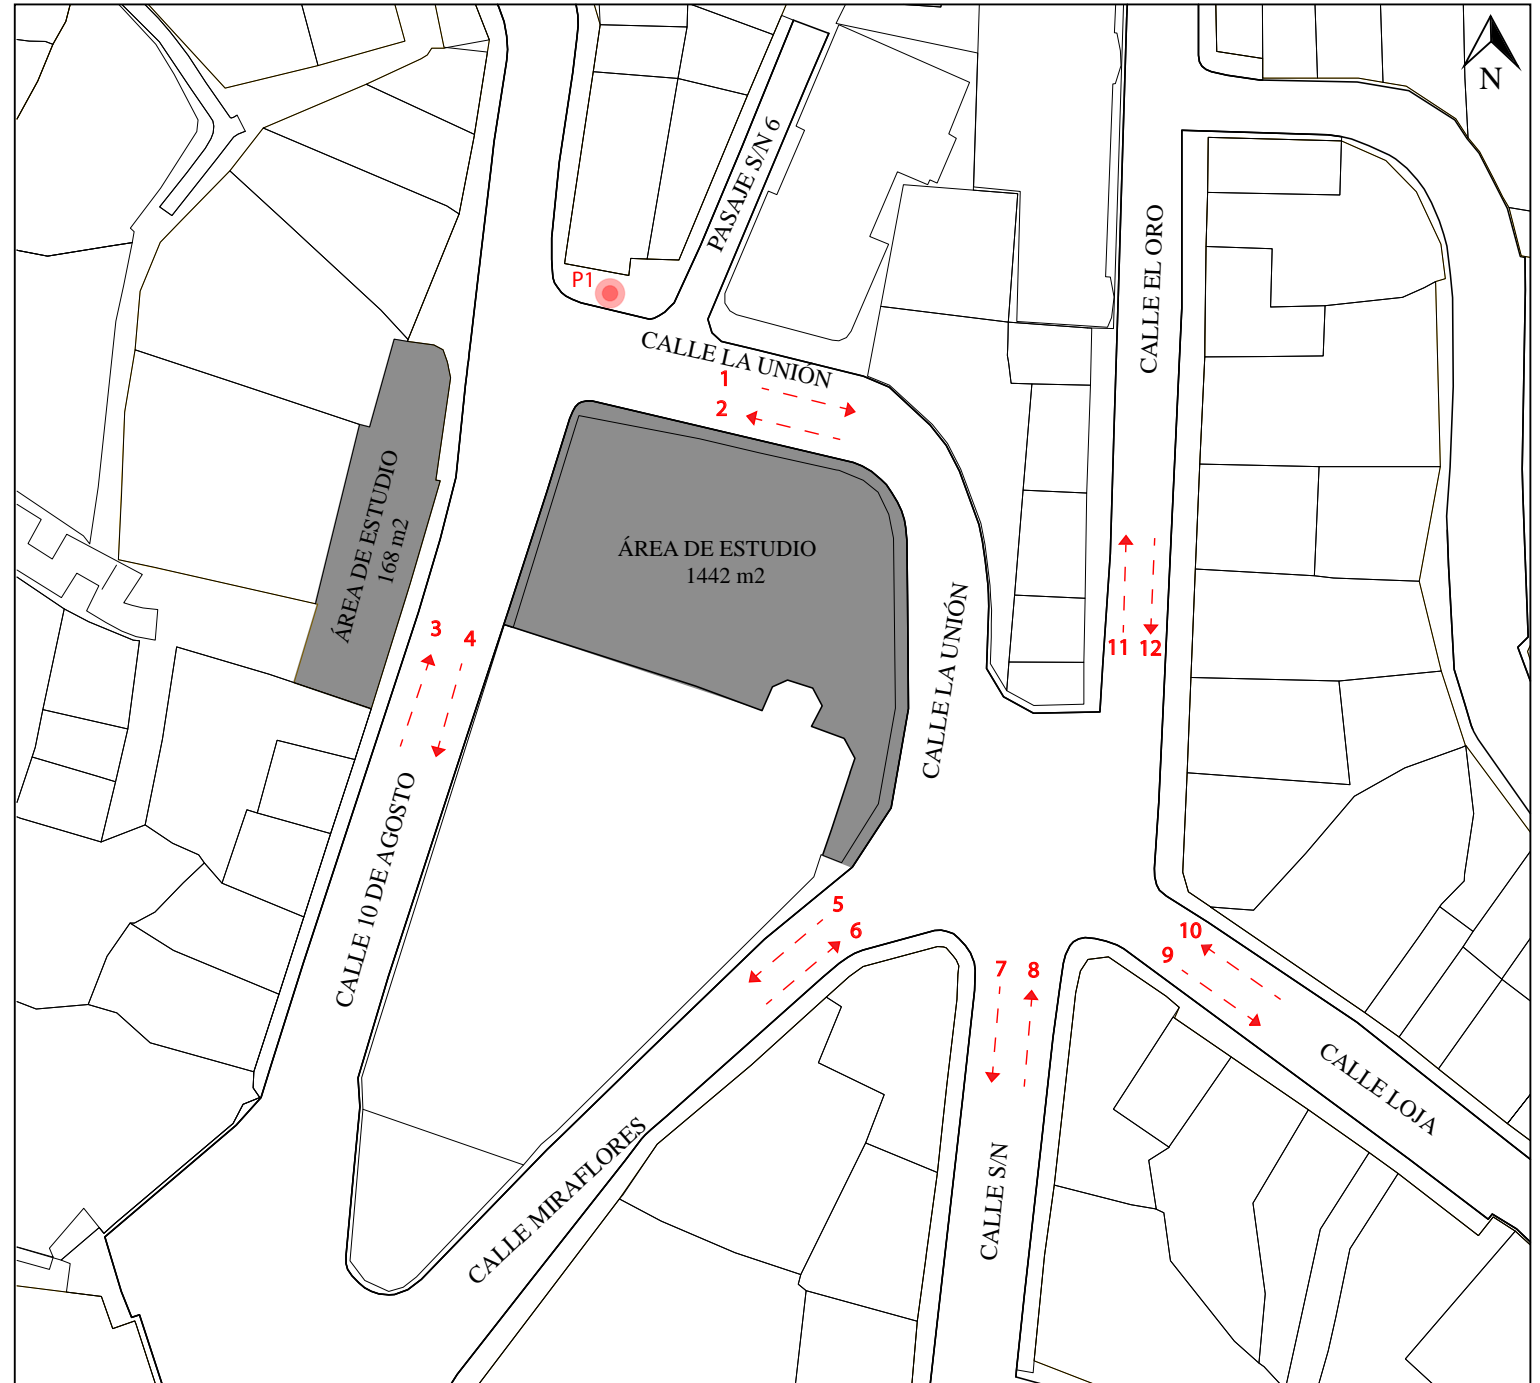 N
PASAJE S/N 6
P1
CALLE EL ORO
CALLE LA UNIÓN
1
2
ÁREA DE ESTUDIO
168 m2
ÁREA DE ESTUDIO
1442 m2
3
4
11
12
CALLE LA UNIÓN
CALLE 10 DE AGOSTO
5
6
7
8
9
10
CALLE LOJA
CALLE MIRAFLORES
CALLE S/N